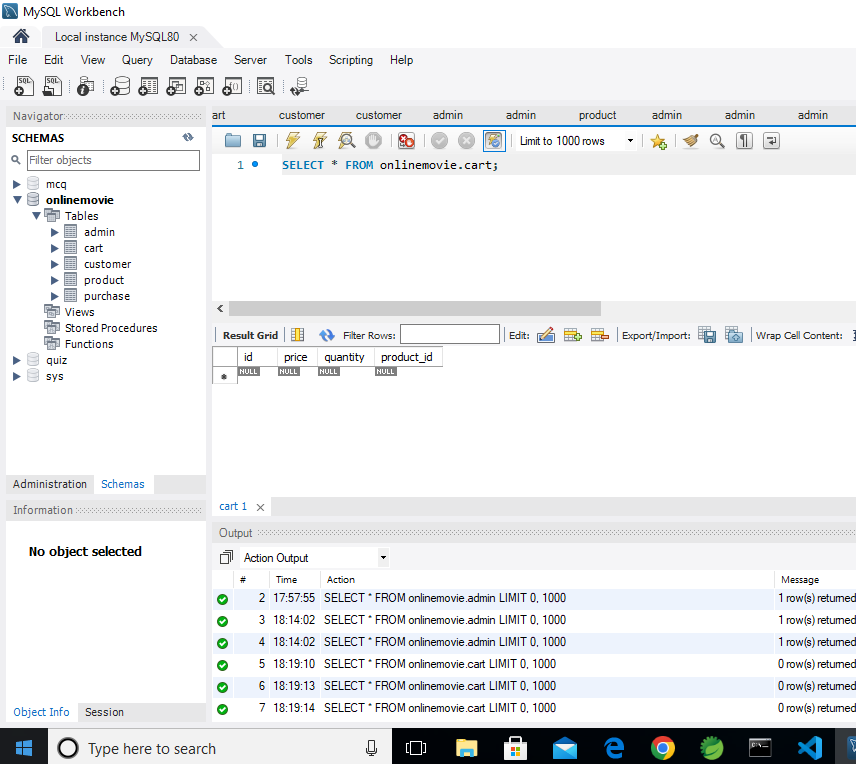 MySQL Workbench
Local instance MySQL80
File Edit View Query Database Server Tools Scripting Help
Navigator
SCHEMAS
Filter objects
mcq
onlinemovie
Tables
admin
cart
customer
product
purchase
Views
Stored Procedures
Functions
quiz
sys
Administration Schemas
Information
No object selected
Object Info Session
art customer customer admin admin product admin admin admin
Limit to 1000 rows
1 SELECT * FROM onlinemovie.cart;
Result Grid Filter Rows: Edit: Export/Import: Wrap Cell Content:
id price quantity product_id
NULL NULL NULL NULL
cart 1
Output
Action Output
# Time Action Message
2 17:57:55 SELECT * FROM onlinemovie.admin LIMIT 0, 1000 1 row(s) returned
3 18:14:02 SELECT * FROM onlinemovie.admin LIMIT 0, 1000 1 row(s) returned
4 18:14:02 SELECT * FROM onlinemovie.admin LIMIT 0, 1000 1 row(s) returned
5 18:19:10 SELECT * FROM onlinemovie.cart LIMIT 0, 1000 0 row(s) returned
6 18:19:13 SELECT * FROM onlinemovie.cart LIMIT 0, 1000 0 row(s) returned
7 18:19:14 SELECT * FROM onlinemovie.cart LIMIT 0, 1000 0 row(s) returned
Type here to search